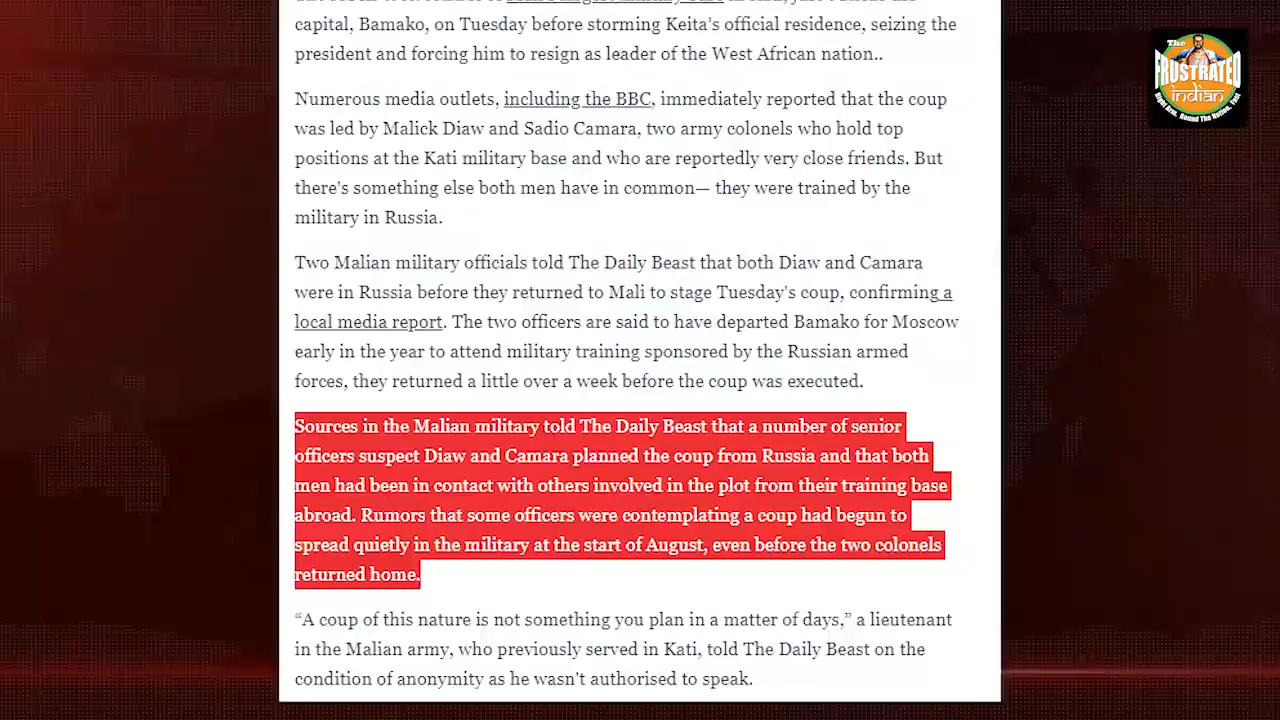 capital, Bamako, on Tuesday before storming Keita’s official residence, seizing the
president and forcing him to resign as leader of the West African nation..
Numerous media outlets, including the BBC, immediately reported that the coup
was led by Malick Diaw and Sadio Camara, two army colonels who hold top
positions at the Kati military base and who are reportedly very close friends. But
there's something else both men have in common— they were trained by the
military in Russia.
Two Malian military officials told The Daily Beast that both Diaw and Camara
were in Russia before they returned to Mali to stage Tuesday's coup, confirming a
local media report. The two officers are said to have departed Bamako for Moscow
early in the year to attend military training sponsored by the Russian armed
forces, they returned a little over a week before the coup was executed.
Sources in the Malian military told The Daily Beast that a number of senior
officers suspect Diaw and Camara planned the coup from Russia and that both
men had been in contact with others involved in the plot from their training base
abroad. Rumors that some officers were contemplating a coup had begun to
spread quietly in the military at the start of August, even before the two colonels
returned home.
“A coup of this nature is not something you plan in a matter of days,” a lieutenant
in the Malian army, who previously served in Kati, told The Daily Beast on the
condition of anonymity as he wasn't authorised to speak.
The
FRUSTRATED
indian
Right Arm. Round The Nation. Fast